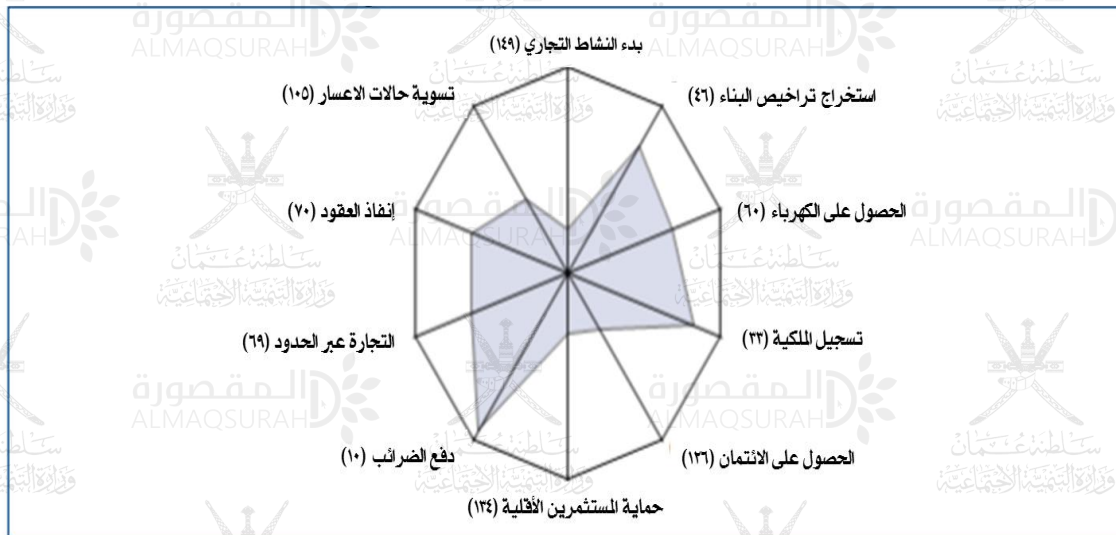 بدء النشاط التجاري (١٤٩)
استخراج تراخيص البناء (٤٦)
تسوية حالات الاعسار (١٠٥)
الحصول على الكهرباء (٦٠)
إنفاذ العقود (٧٠)
تسجيل الملكية (٣٣)
التجارة عبر الحدود (٦٩)
الحصول على الائتمان (١٣٦)
دفع الضرائب (١٠)
حماية المستثمرين الأقلية (١٣٤)
المقصورة
ALMAQSURAH
سلطنة عمان
وزارة التنمية الاجتماعية